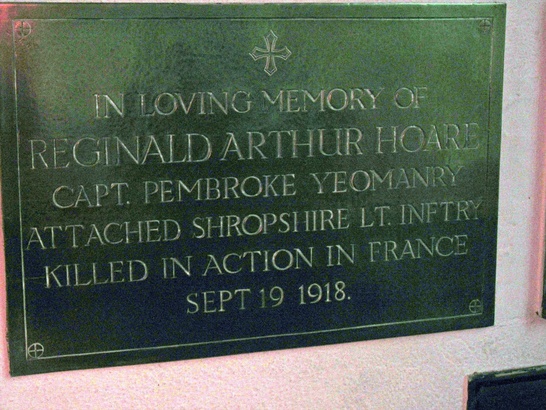 IN LOVING MEMORY OF
REGINALD ARTHUR HOARE
CAPT. PEMBROKE YEOMANRY
ATTACHED SHROPSHIRE LT. INFTRY
KILLED IN ACTION IN FRANCE
SEPT 19 1918.